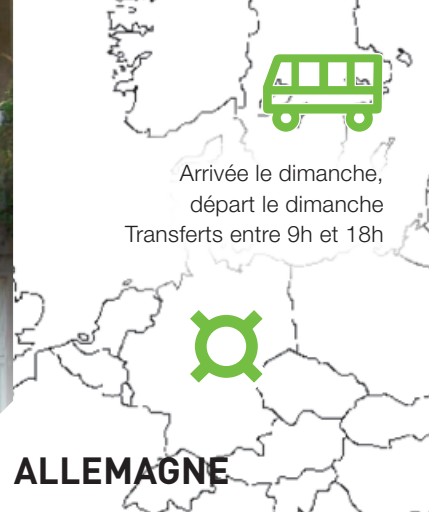 Arrivée le dimanche,
départ le dimanche
Transferts entre 9h et 18h
ALLEMAGNE